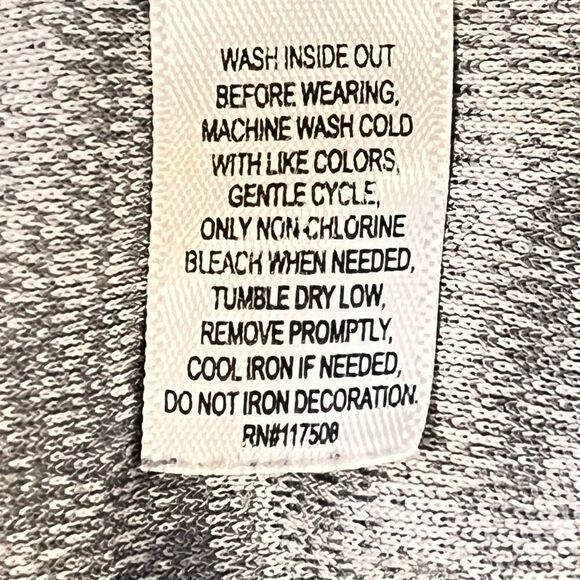 WASH INSIDE OUT
BEFORE WEARING,
MACHINE WASH COLD
WITH LIKE COLORS,
GENTLE CYCLE,
ONLY NON-CHLORINE
BLEACH WHEN NEEDED,
TUMBLE DRY LOW,
REMOVE PROMPTLY,
COOL IRON IF NEEDED,
DO NOT IRON DECORATION.
RN#117508